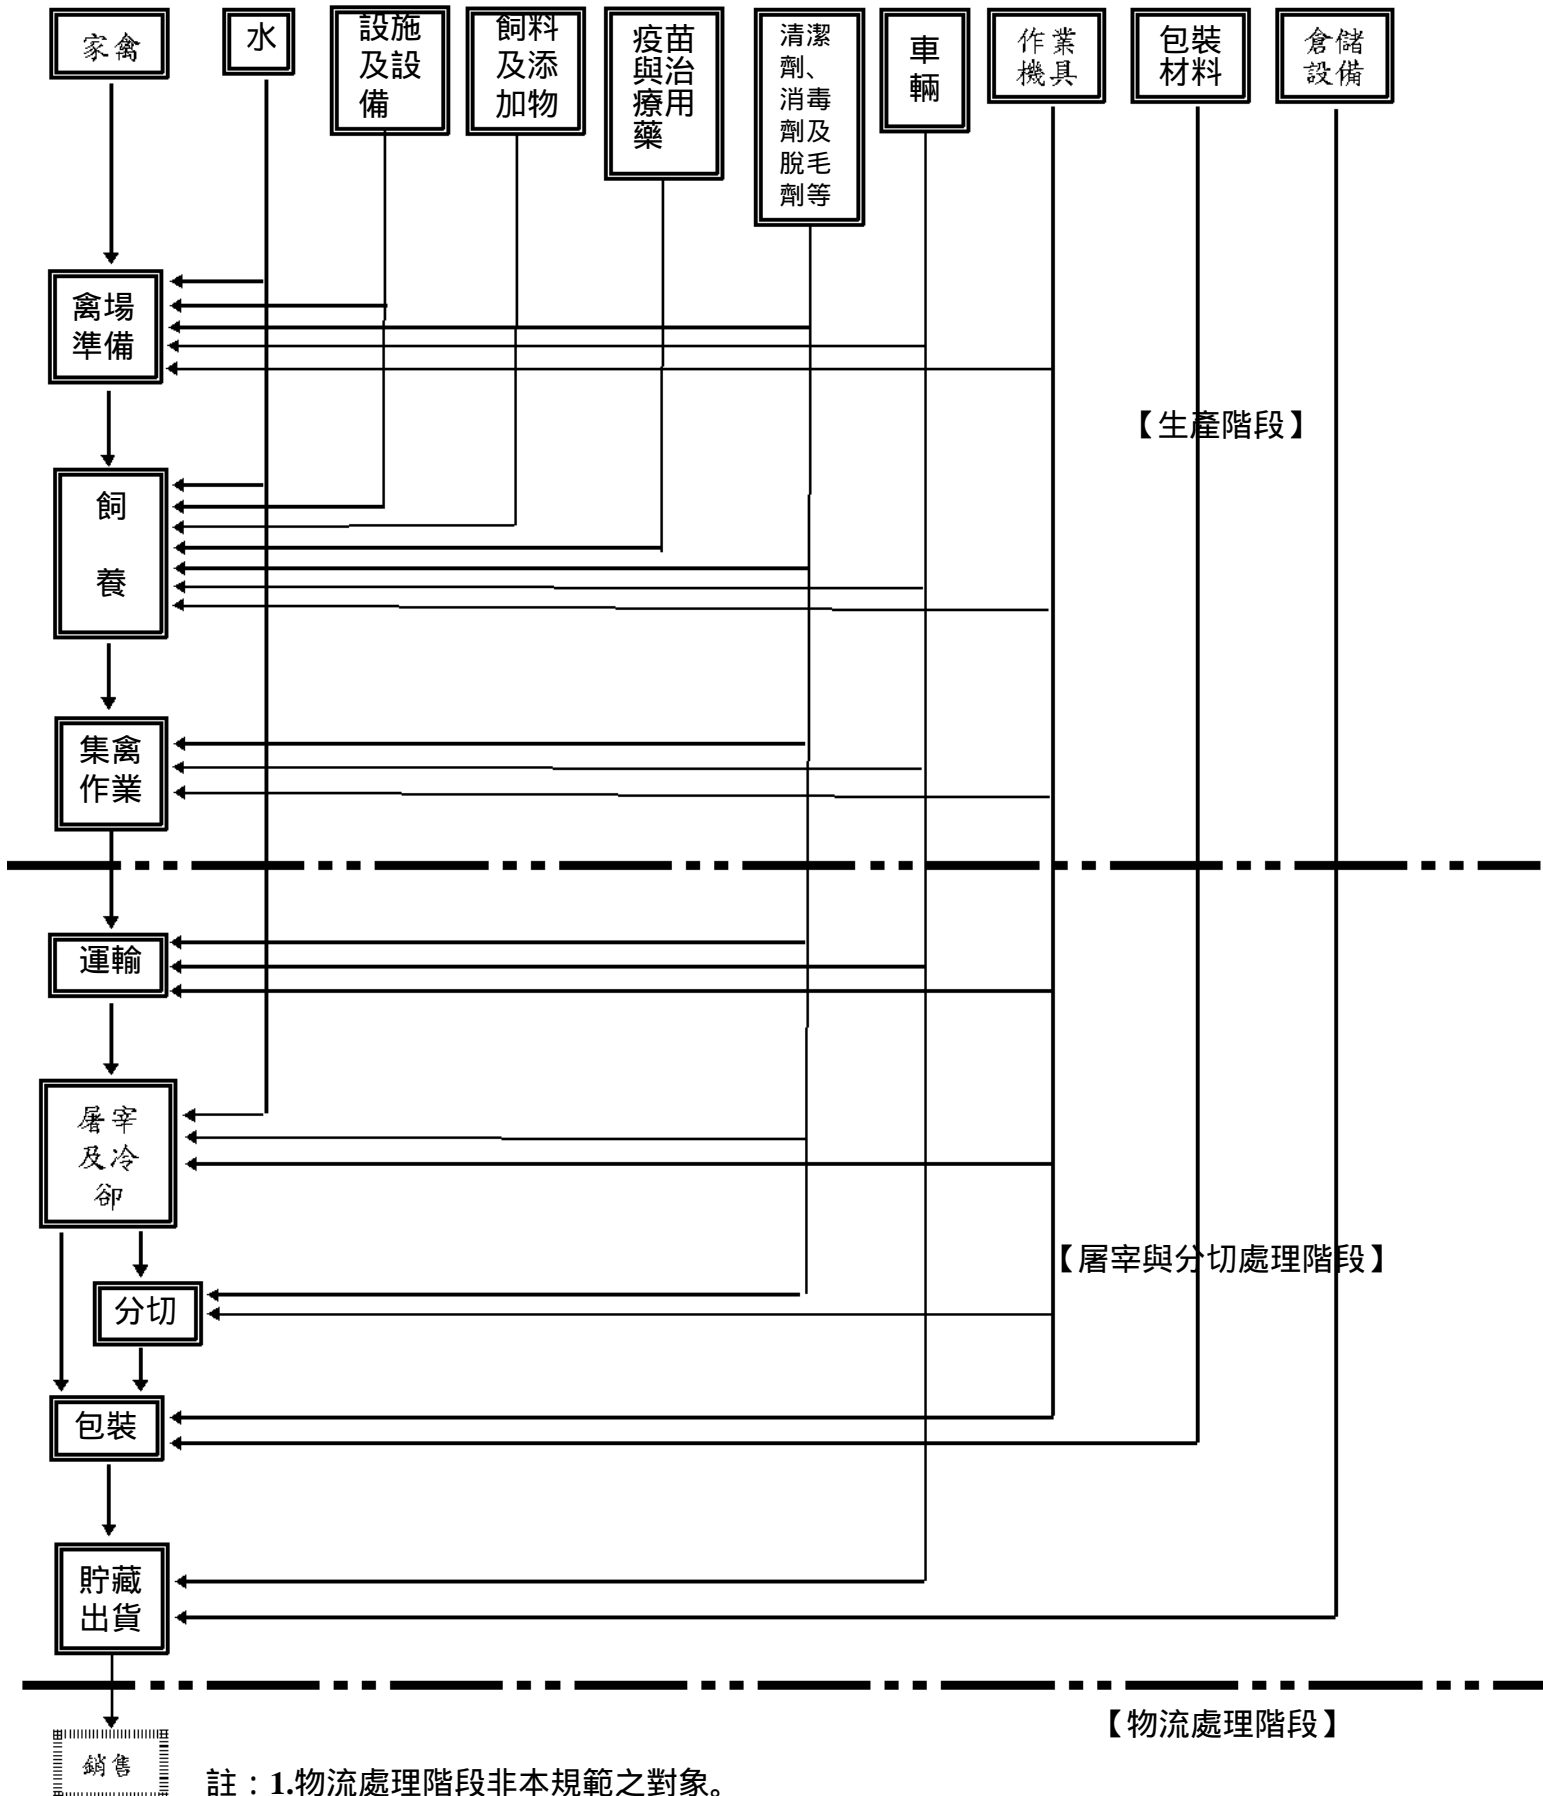 家禽
水
設施
及設
備
飼料
及添
加物
疫苗
與治
療用
藥
清潔
劑、
消毒
劑及
脫毛
劑等
車
輛
作業
機具
包裝
材料
倉儲
設備
禽場
準備
【生產階段】
飼
養
集禽
作業
運輸
屠宰
及冷
卻
【屠宰與分切處理階段】
分切
包裝
貯藏
出貨
【物流處理階段】
銷售
註：1.物流處理階段非本規範之對象。